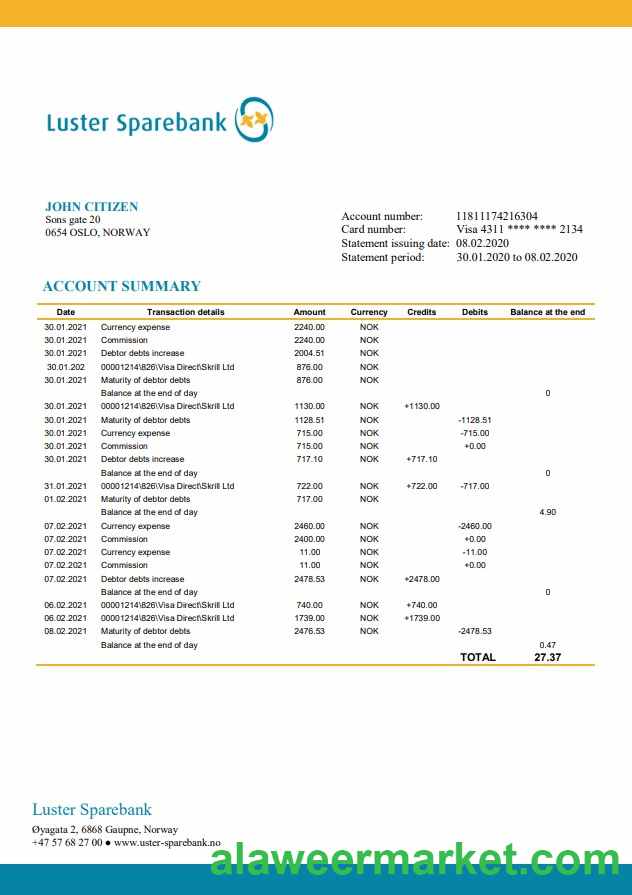 Luster Sparebank
JOHN CITIZEN
Sons gate 20
0654 OSLO, NORWAY
Account number: 11811174216304
Card number: Visa 4311 **** **** 2134
Statement issuing date: 08.02.2020
Statement period: 30.01.2020 to 08.02.2020
ACCOUNT SUMMARY
Date Transaction details Amount Currency Credits Debits Balance at the end
30.01.2021 Currency expense 2240.00 NOK
30.01.2021 Commission 2240.00 NOK
30.01.2021 Debtor debts increase 2004.51 NOK
30.01.202 00001214\826\Visa Direct\Skrill Ltd 876.00 NOK
30.01.2021 Maturity of debtor debts 876.00 NOK
Balance at the end of day 0
30.01.2021 00001214\826\Visa Direct\Skrill Ltd 1130.00 NOK +1130.00
30.01.2021 Maturity of debtor debts 1128.51 NOK -1128.51
30.01.2021 Currency expense 715.00 NOK -715.00
30.01.2021 Commission 715.00 NOK +0.00
30.01.2021 Debtor debts increase 717.10 NOK +717.10
Balance at the end of day 0
31.01.2021 00001214\826\Visa Direct\Skrill Ltd 722.00 NOK +722.00 -717.00
01.02.2021 Maturity of debtor debts 717.00 NOK
Balance at the end of day 4.90
07.02.2021 Currency expense 2460.00 NOK -2460.00
07.02.2021 Commission 2400.00 NOK +0.00
07.02.2021 Currency expense 11.00 NOK -11.00
07.02.2021 Commission 11.00 NOK +0.00
07.02.2021 Debtor debts increase 2478.53 NOK +2478.00
Balance at the end of day 0
06.02.2021 00001214\826\Visa Direct\Skrill Ltd 740.00 NOK +740.00
06.02.2021 00001214\826\Visa Direct\Skrill Ltd 1739.00 NOK +1739.00
08.02.2021 Maturity of debtor debts 2476.53 NOK -2478.53
Balance at the end of day 0.47
TOTAL 27.37
Luster Sparebank
Øyagata 2, 6868 Gaupne, Norway
+47 57 68 27 00 ● www.uster-sparebank.no
alaweermarket.com